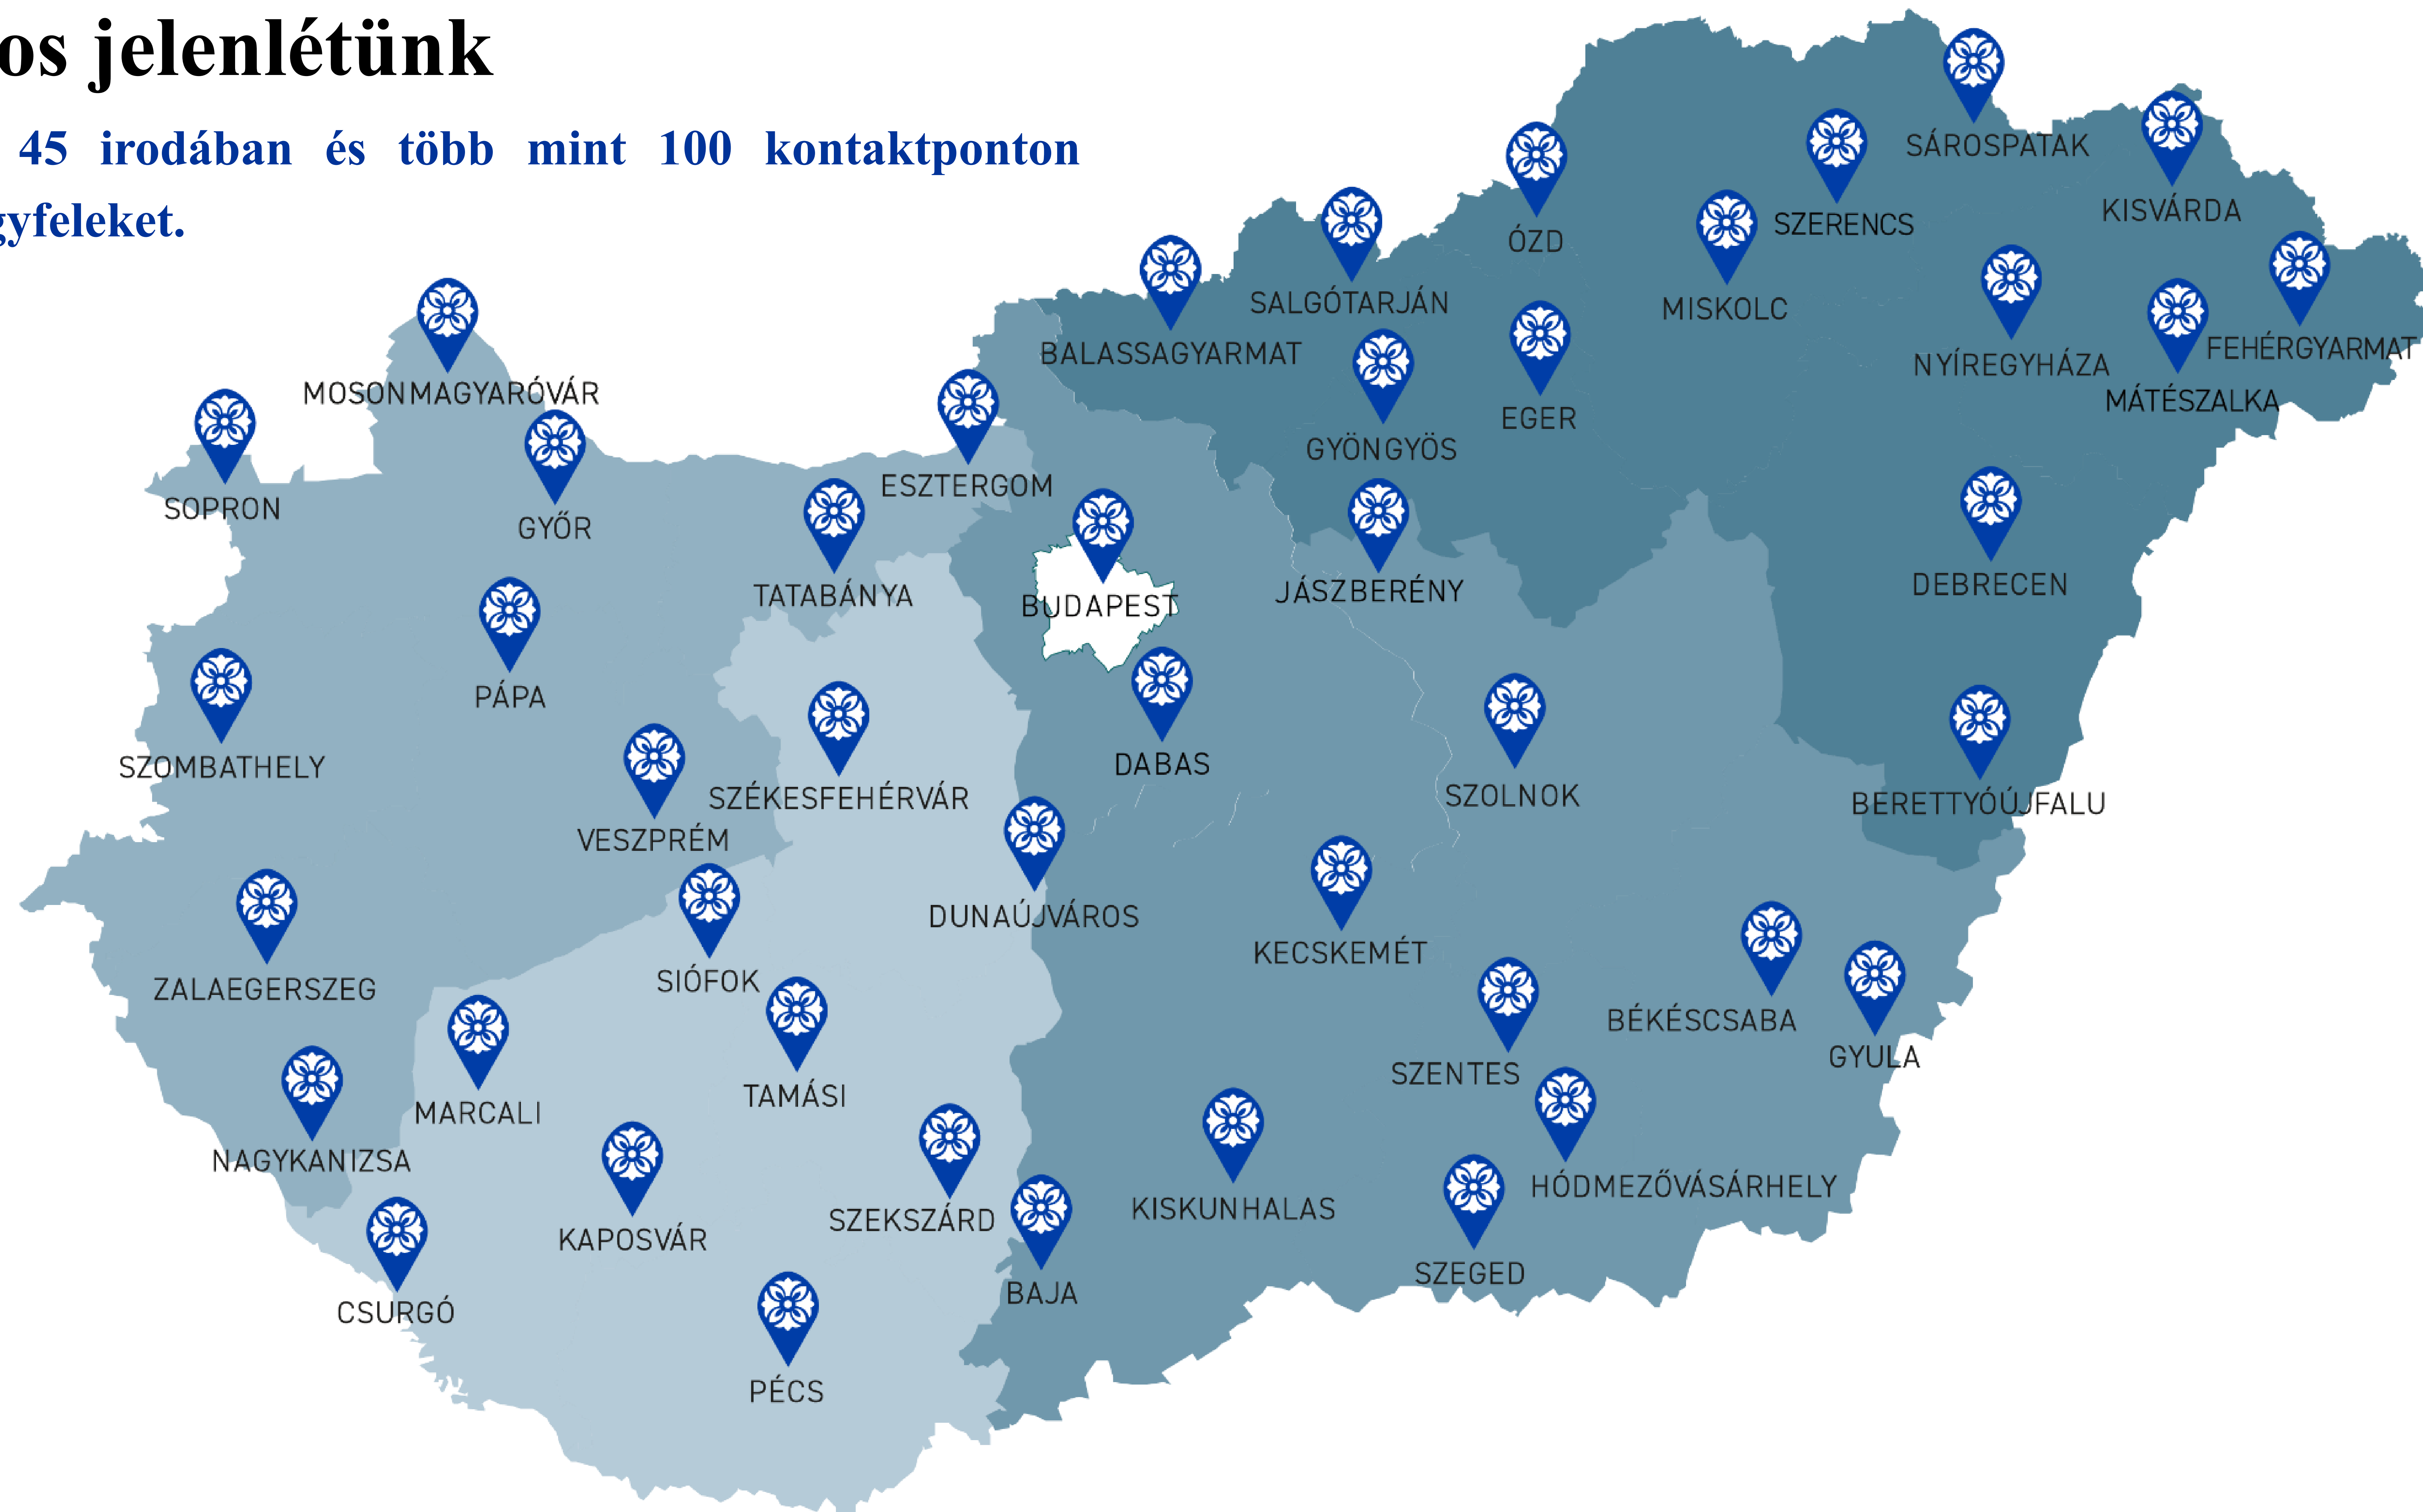 os jelenlétünk
45 irodában és több mint 100 kontaktponton
gyfeleket.
SÁROSPATAK
KISVÁRDA
SZERENCS
ÓZD
SALGÓTARJÁN
MISKOLC
BALASSAGYARMAT
FEHÉRGYARMAT
NYÍREGYHÁZA
MÁTÉSZALKA
MOSONMAGYARÓVÁR
EGER
GYÖNGYÖS
ESZTERGOM
SOPRON
GYŐR
DEBRECEN
JÁSZBERÉNY
TATABÁNYA
BUDAPEST
PÁPA
DABAS
SZOMBATHELY
SZOLNOK
SZÉKESFEHÉRVÁR
BERETTYÓÚJFALU
VESZPRÉM
DUNAÚJVÁROS
KECSKEMÉT
SIÓFOK
ZALAEGERSZEG
BÉKÉSCSABA
GYULA
SZENTES
TAMÁSI
MARCALI
NAGYKANIZSA
HÓDMEZŐVÁSÁRHELY
KISKUNHALAS
SZEKSZÁRD
KAPOSVÁR
SZEGED
BAJA
CSURGÓ
PÉCS